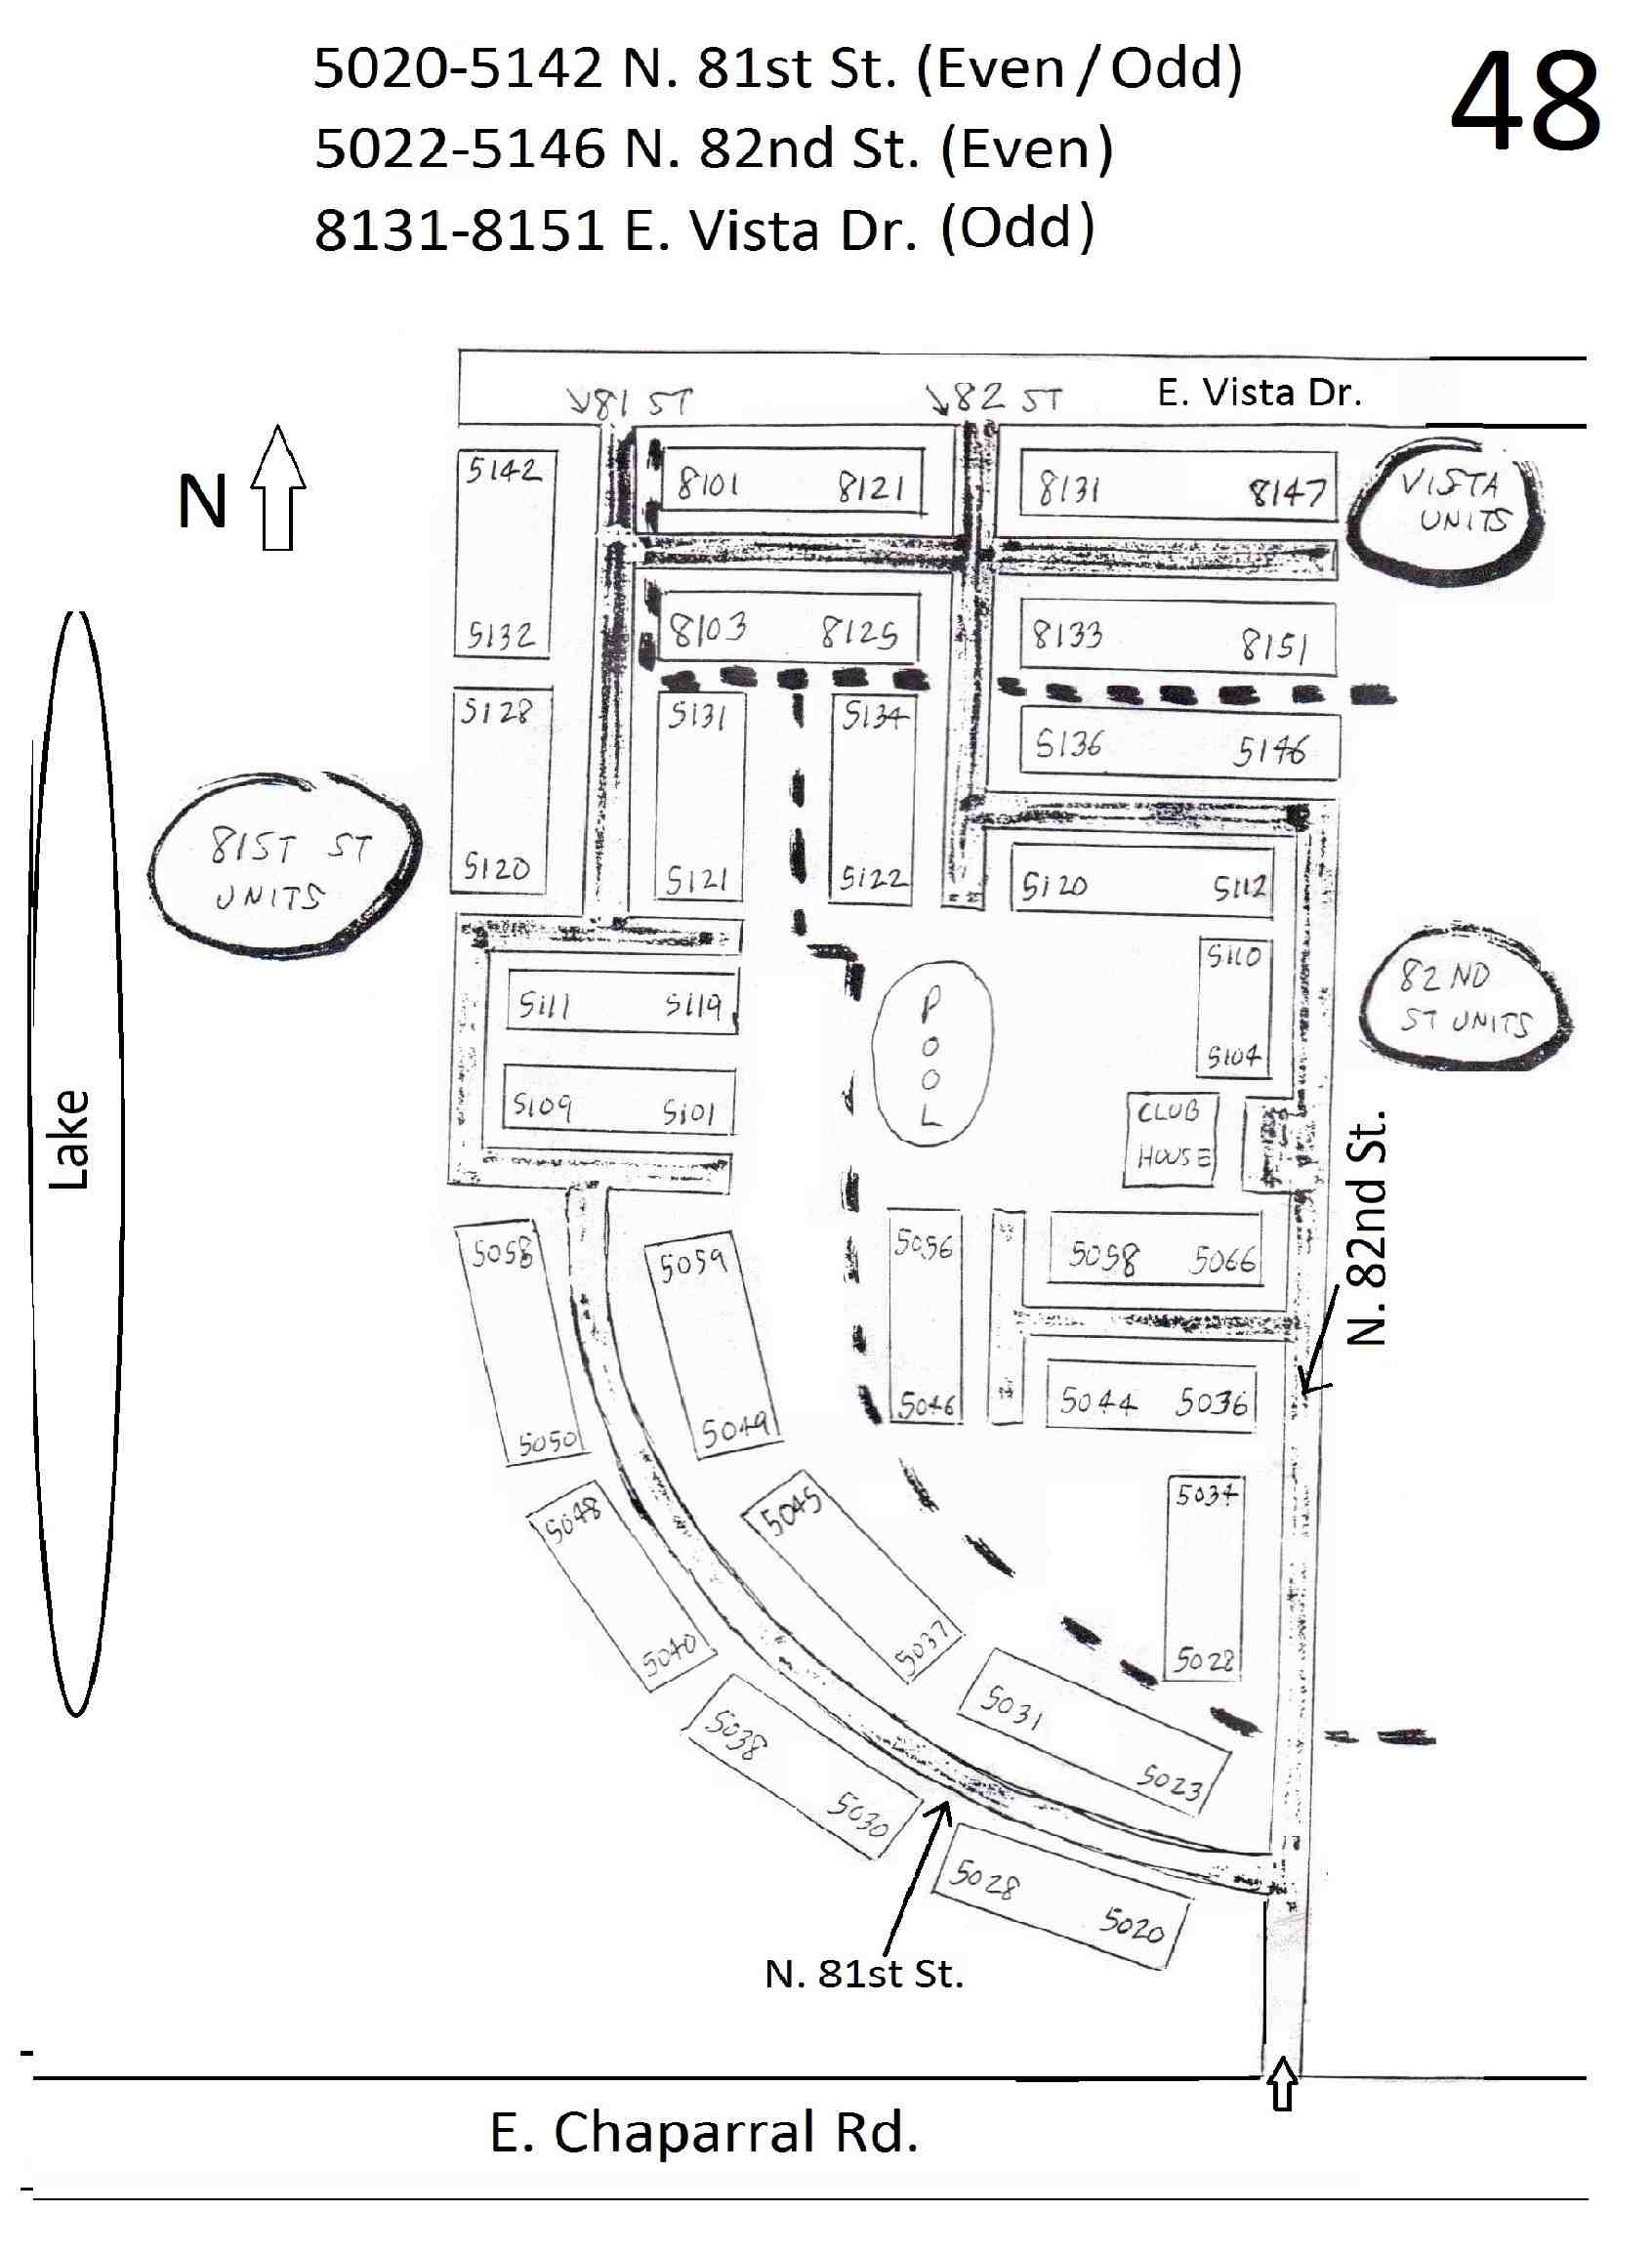 5020-5142 N. 81st St. (Even/Odd)
48
5022-5146 N. 82nd St. (Even)
8131-8151 E. Vista Dr. (Odd)
81 ST
82 ST
E. Vista Dr.
N
5142
8101 8121
8131 8147
VISTA
UNITS
5132
8103 8125
8133 8151
5128
5131
5134
5136 5146
81ST ST
UNITS
5120
5121
5122
5120 5112
5110
82ND
ST UNITS
5111 5119
POOL
5104
5109 5101
CLUB
HOUSE
Lake
N. 82nd St.
5058
5059
5056
5058 5066
5050
5049
5046
5044 5036
5048
5045
5034
5040
5037
5028
5038
5031
5030
5023
5028
5020
N. 81st St.
E. Chaparral Rd.